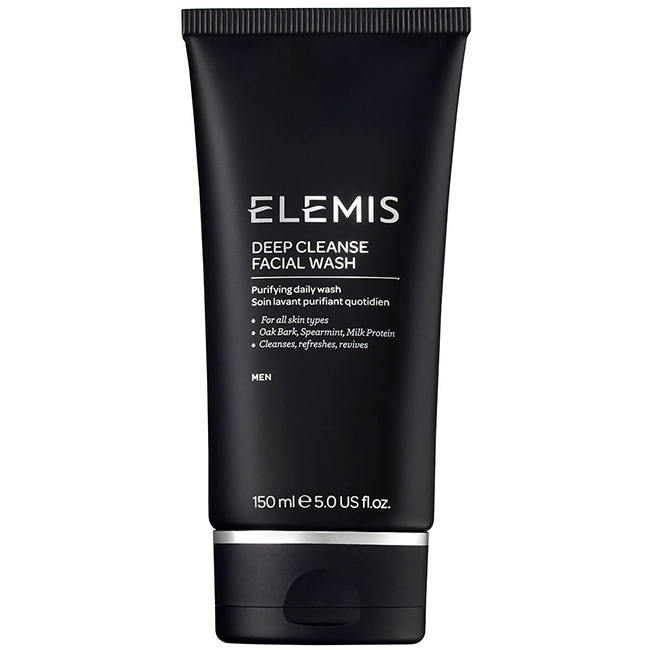 ELEMIS
DEEP CLEANSE
FACIAL WASH
Purifying daily wash
Soin lavant purifiant quotidien
• For all skin types
• Oak Bark, Spearmint, Milk Protein
• Cleanses, refreshes, revives
MEN
150 ml ℮ 5.0 US fl.oz.